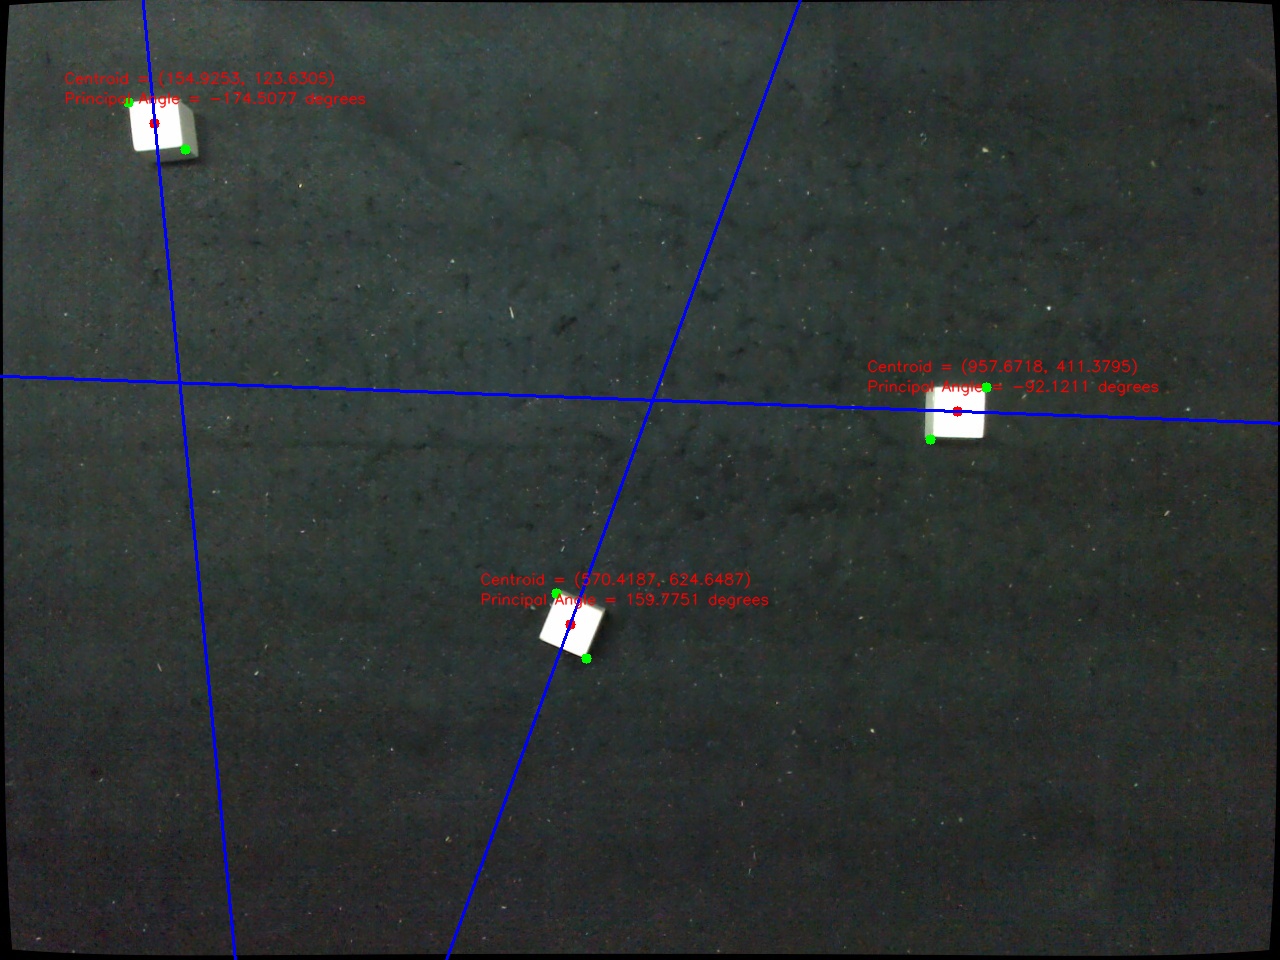 Centroid = (154.9253, 123.6305)
Principal Angle = -174.5077 degrees
Centroid = (957.6718, 411.3795)
Principal Angle = -92.1211 degrees
Centroid = (570.4187, 624.6487)
Principal Angle = 159.7751 degrees